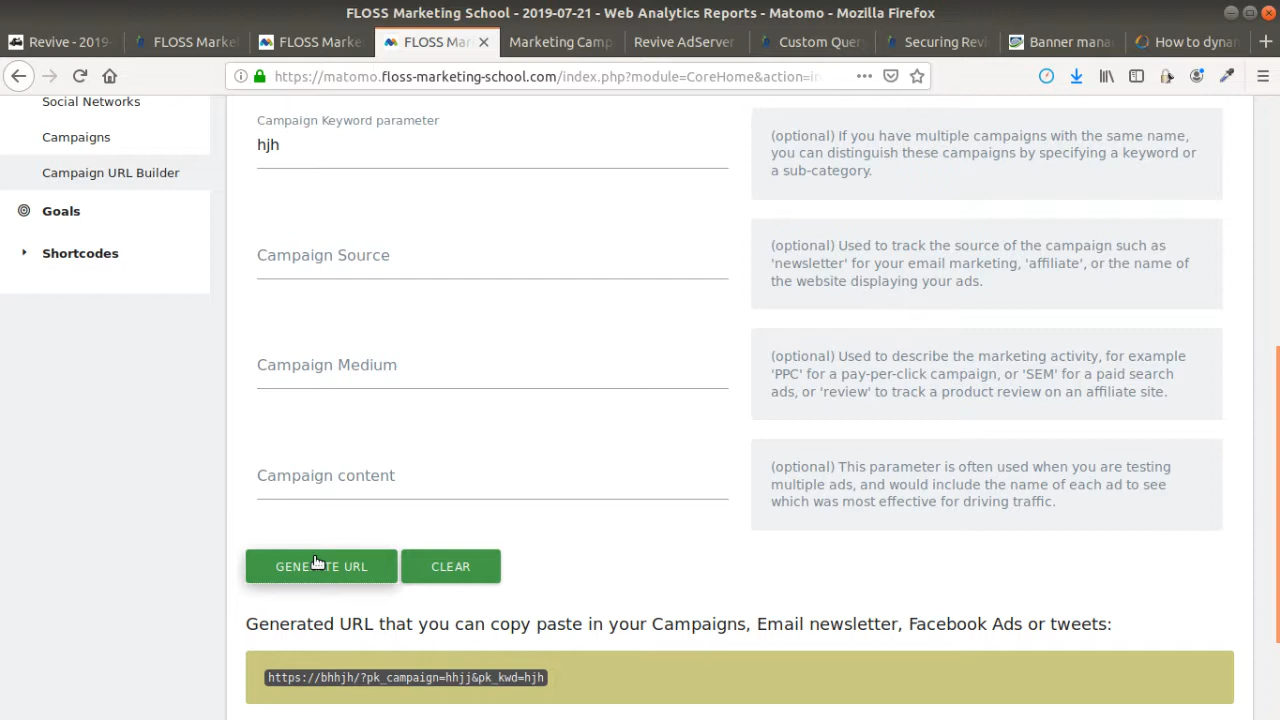 FLOSS Marketing School - 2019-07-21 - Web Analytics Reports - Matomo - Mozilla Firefox
Revive - 2019-
FLOSS Marke
FLOSS Marke
FLOSS Mar
Marketing Camp
Revive AdServer
Custom Quer
Securing Revi
Banner mana
How to dynar
https://matomo.floss-marketing-school.com/index.php?module=CoreHome&action=in
Social Networks
Campaigns
Campaign URL Builder
Goals
Shortcodes
Campaign Keyword parameter
hjh
(optional) If you have multiple campaigns with the same name,
you can distinguish these campaigns by specifying a keyword or
a sub-category.
Campaign Source
(optional) Used to track the source of the campaign such as
'newsletter' for your email marketing, 'affiliate', or the name of
the website displaying your ads.
Campaign Medium
(optional) Used to describe the marketing activity, for example
'PPC' for a pay-per-click campaign, or 'SEM' for a paid search
ads, or 'review' to track a product review on an affiliate site.
Campaign content
(optional) This parameter is often used when you are testing
multiple ads, and would include the name of each ad to see
which was most effective for driving traffic.
GENERATE URL
CLEAR
Generated URL that you can copy paste in your Campaigns, Email newsletter, Facebook Ads or tweets:
https://bhhjh/?pk_campaign=hhjj&pk_kwd=hjh